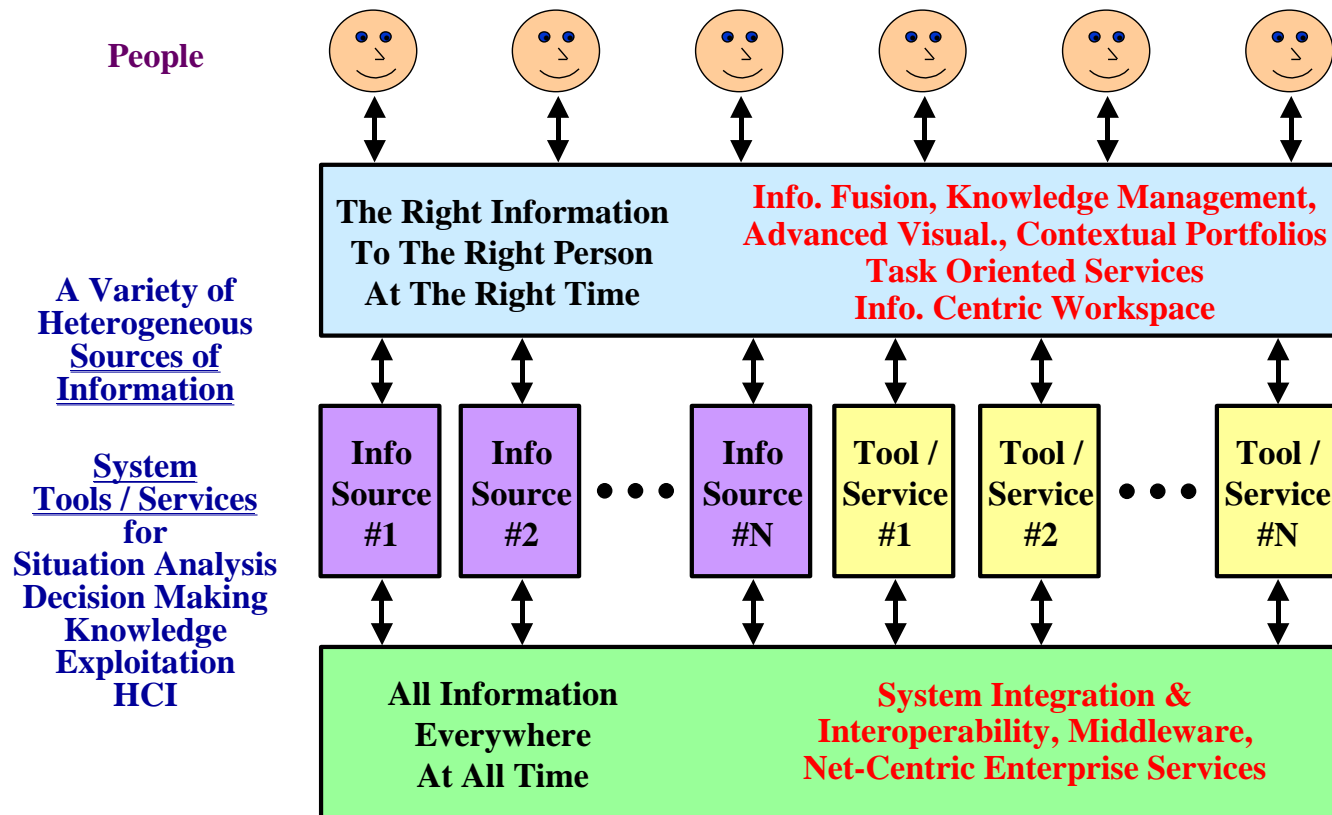 People
The Right Information
To The Right Person
At The Right Time
Info. Fusion, Knowledge Management,
Advanced Visual., Contextual Portfolios
Task Oriented Services
Info. Centric Workspace
A Variety of
Heterogeneous
Sources of
Information
System
Tools / Services
for
Situation Analysis
Decision Making
Knowledge
Exploitation
HCI
Info
Source
#1
Info
Source
#2
Info
Source
#N
Tool /
Service
#1
Tool /
Service
#2
Tool /
Service
#N
All Information
Everywhere
At All Time
System Integration &
Interoperability, Middleware,
Net-Centric Enterprise Services